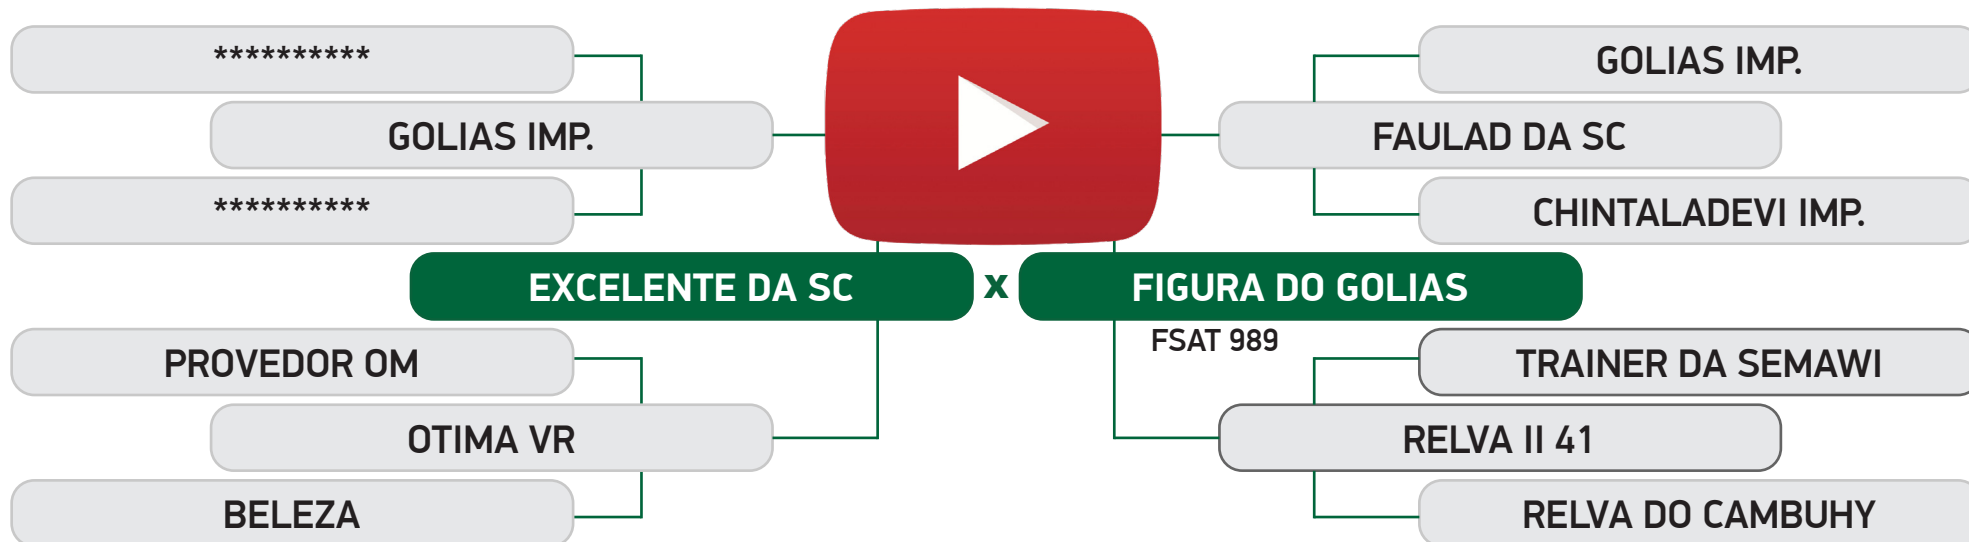 **********
GOLIAS IMP.
**********
EXCELENTE DA SC
PROVEDOR OM
OTIMA VR
BELEZA
x
GOLIAS IMP.
FAULAD DA SC
CHINTALADEVI IMP.
FIGURA DO GOLIAS
FSAT 989
TRAINER DA SEMAWI
RELVA II 41
RELVA DO CAMBUHY